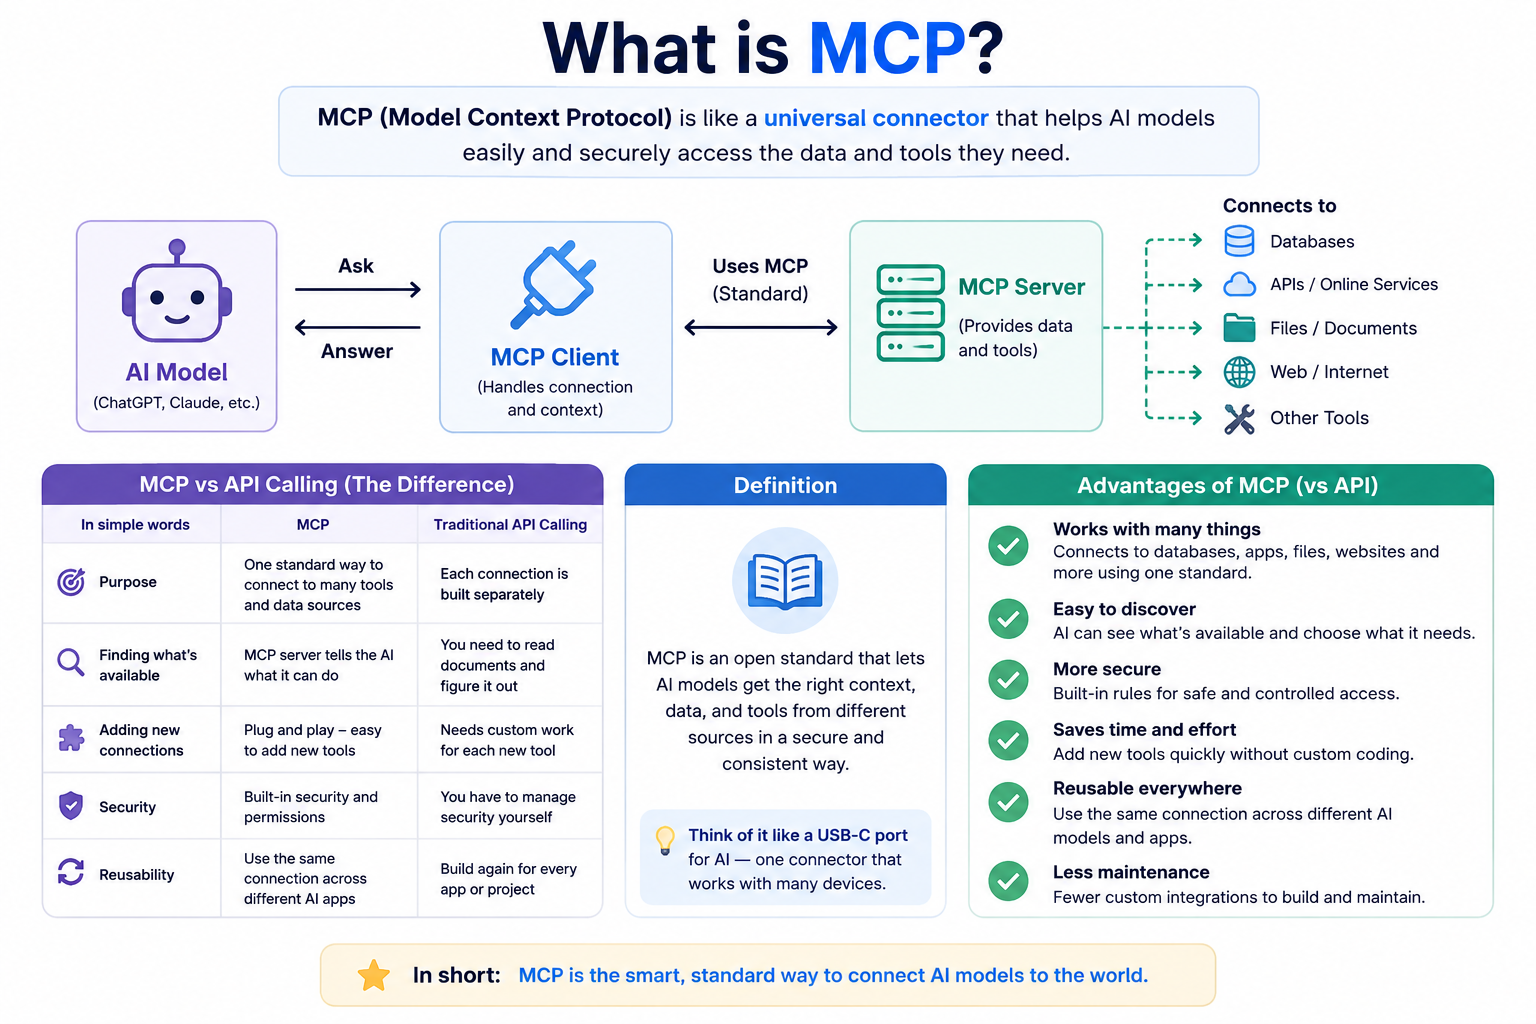 What is MCP?
MCP (Model Context Protocol) is like a universal connector that helps AI models
easily and securely access the data and tools they need.
AI Model
(ChatGPT, Claude, etc.)
Ask
Answer
MCP Client
(Handles connection
and context)
Uses MCP
(Standard)
MCP Server
(Provides data
and tools)
Connects to
Databases
APIs / Online Services
Files / Documents
Web / Internet
Other Tools
MCP vs API Calling (The Difference)
In simple words
MCP
Traditional API Calling
Purpose
One standard way to
connect to many tools
and data sources
Each connection is
built separately
Finding what's
available
MCP server tells the AI
what it can do
You need to read
documents and
figure it out
Adding new
connections
Plug and play – easy
to add new tools
Needs custom work
for each new tool
Security
Built-in security and
permissions
You have to manage
security yourself
Reusability
Use the same
connection across
different AI apps
Build again for every
app or project
Definition
MCP is an open standard that lets
AI models get the right context,
data, and tools from different
sources in a secure and
consistent way.
Think of it like a USB-C port
for AI — one connector that
works with many devices.
Advantages of MCP (vs API)
Works with many things
Connects to databases, apps, files, websites and
more using one standard.
Easy to discover
AI can see what's available and choose what it needs.
More secure
Built-in rules for safe and controlled access.
Saves time and effort
Add new tools quickly without custom coding.
Reusable everywhere
Use the same connection across different AI
models and apps.
Less maintenance
Fewer custom integrations to build and maintain.
In short: MCP is the smart, standard way to connect AI models to the world.